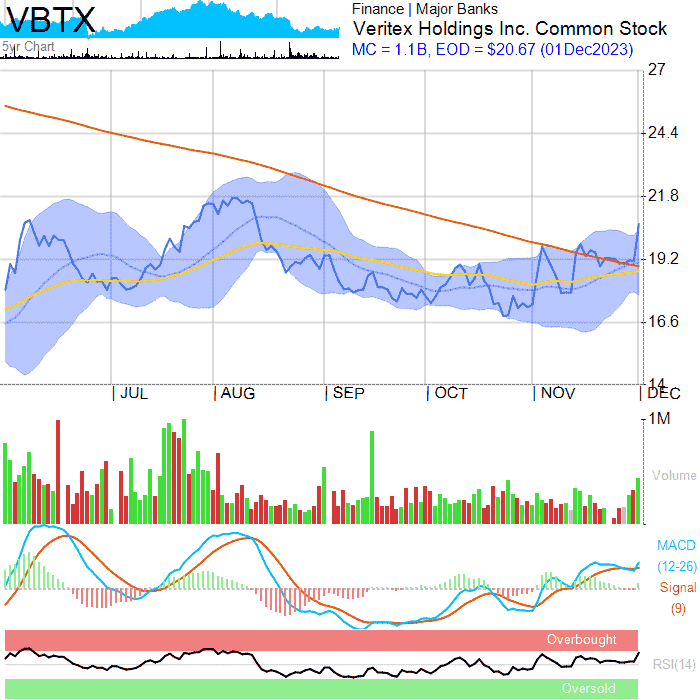 VBTX
5yr Chart
Finance | Major Banks
Veritex Holdings Inc. Common Stock
MC = 1.1B, EOD = $20.67 (01Dec2023)
27
24.4
21.8
19.2
16.6
14
| JUL | AUG | SEP | OCT | NOV | DEC
1M
Volume
MACD
(12-26)
Signal
(9)
Overbought
RSI(14)
Oversold